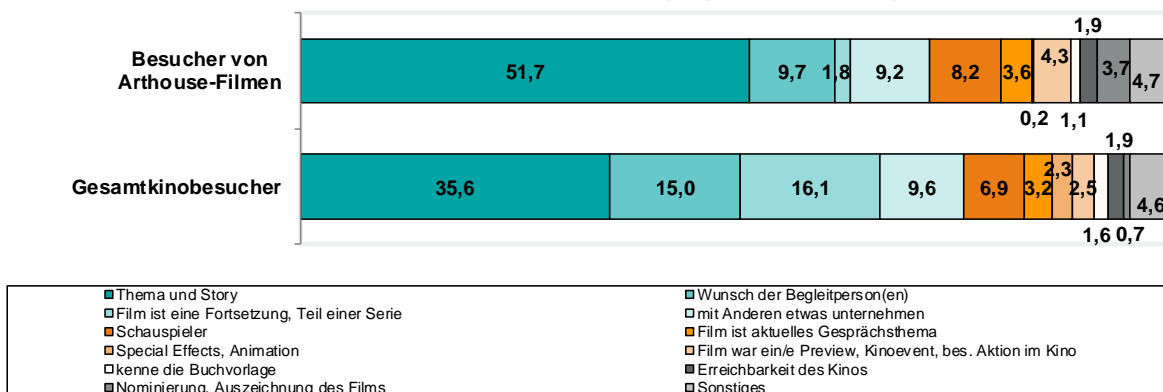 1,9
Besucher von
Arthouse-Filmen
51,7 9,7 1,8 9,2 8,2 3,6 4,3 3,7 4,7
0,2 1,1
1,9
Gesamtkinobesucher
35,6 15,0 16,1 9,6 6,9 3,2 2,3 2,5 4,6
1,6 0,7
Thema und Story
Wunsch der Begleitperson(en)
Film ist eine Fortsetzung, Teil einer Serie
mit Anderen etwas unternehmen
Schauspieler
Film ist aktuelles Gesprächsthema
Special Effects, Animation
Film war ein/e Preview, Kinoevent, bes. Aktion im Kino
kenne die Buchvorlage
Erreichbarkeit des Kinos
Nominierung, Auszeichnung des Films
Sonstiges